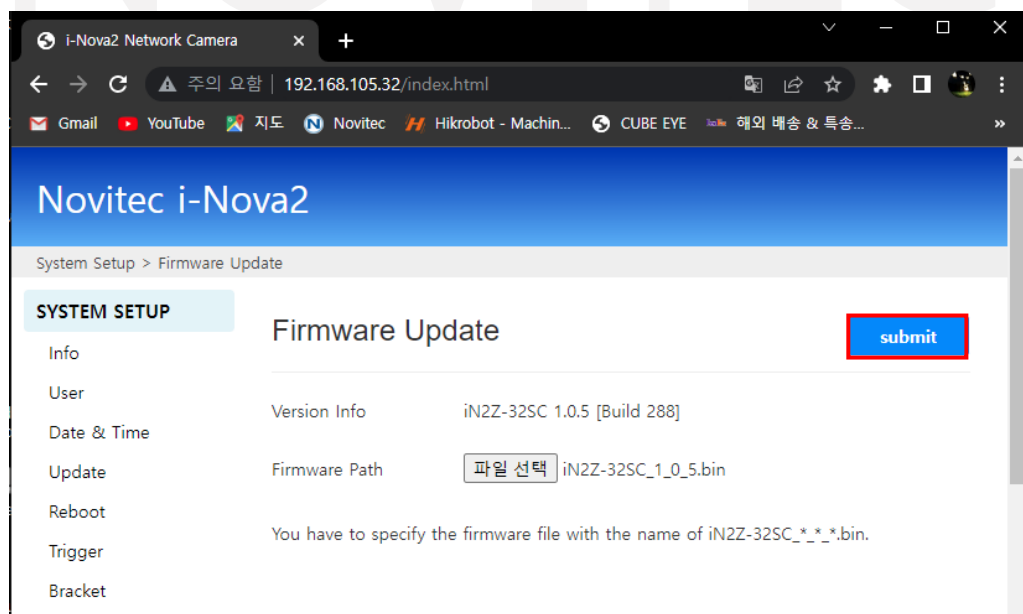 i-Nova2 Network Camera
주의 요함 | 192.168.105.32/index.html
Gmail YouTube 지도 Novitec Hikrobot - Machin... CUBE EYE 해외 배송 & 특송... »
Novitec i-Nova2
System Setup > Firmware Update
SYSTEM SETUP
Info
User
Date & Time
Update
Reboot
Trigger
Bracket
Firmware Update
submit
Version Info iN2Z-32SC 1.0.5 [Build 288]
Firmware Path 파일 선택 iN2Z-32SC_1_0_5.bin
You have to specify the firmware file with the name of iN2Z-32SC_*_*_*.bin.